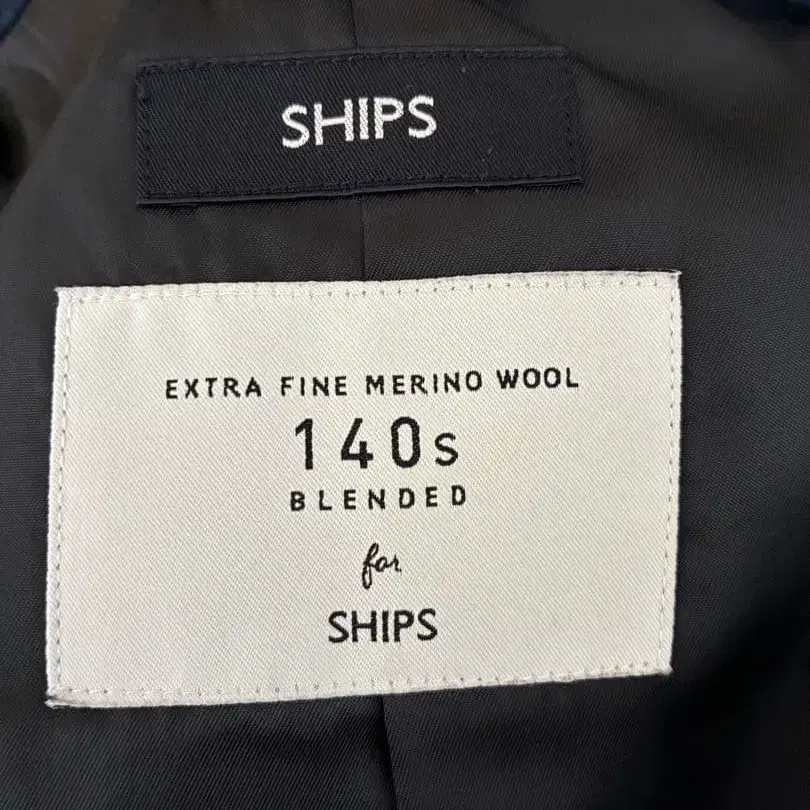 SHIPS
EXTRA FINE MERINO WOOL
140s
BLENDED
for
SHIPS